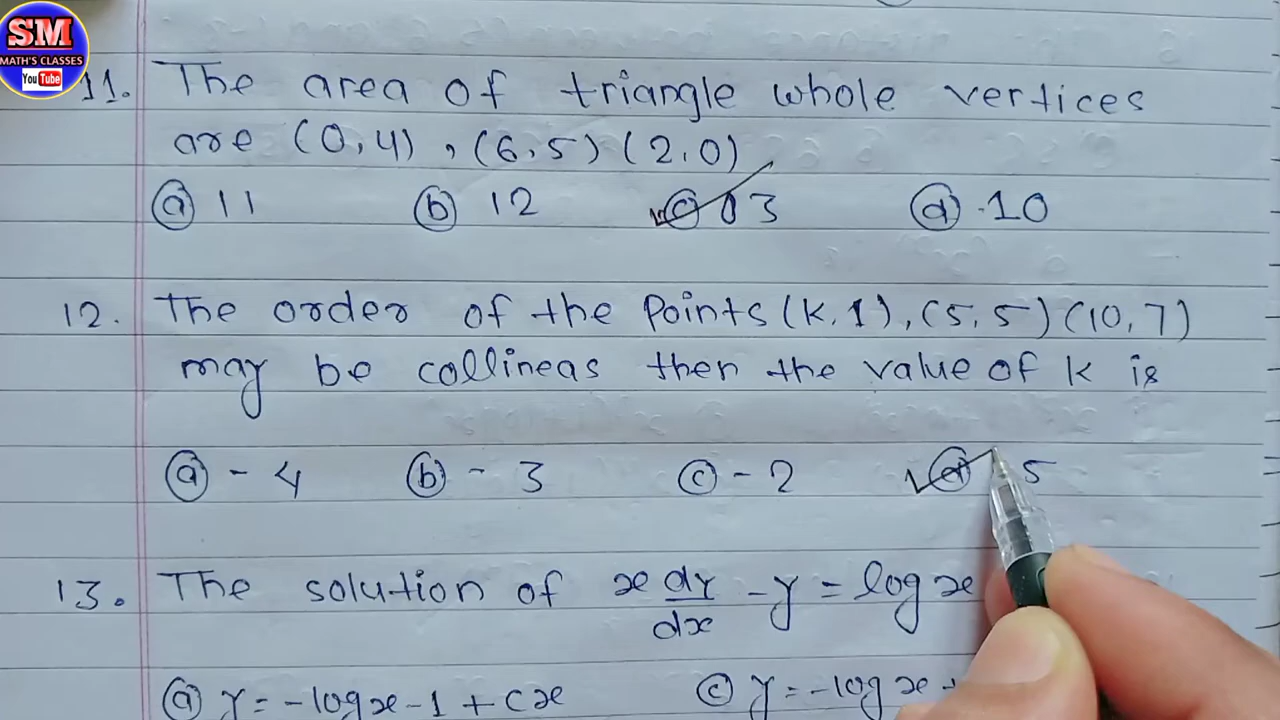 SM
MATH'S CLASSES
YouTube
11. The area of triangle whole vertices
are (0,4), (6,5) (2,0)
(a) 11 (b) 12 (c) 03 (d) 10
12. The order of the Points (k,1), (5,5) (10,7)
may be collineas then the value of k is
(a) - 4 (b) - 3 (c) - 2 (d) 5
13. The solution of x dy/dx - y = log x
(a) y = -log x - 1 + cx (c) y = -log x